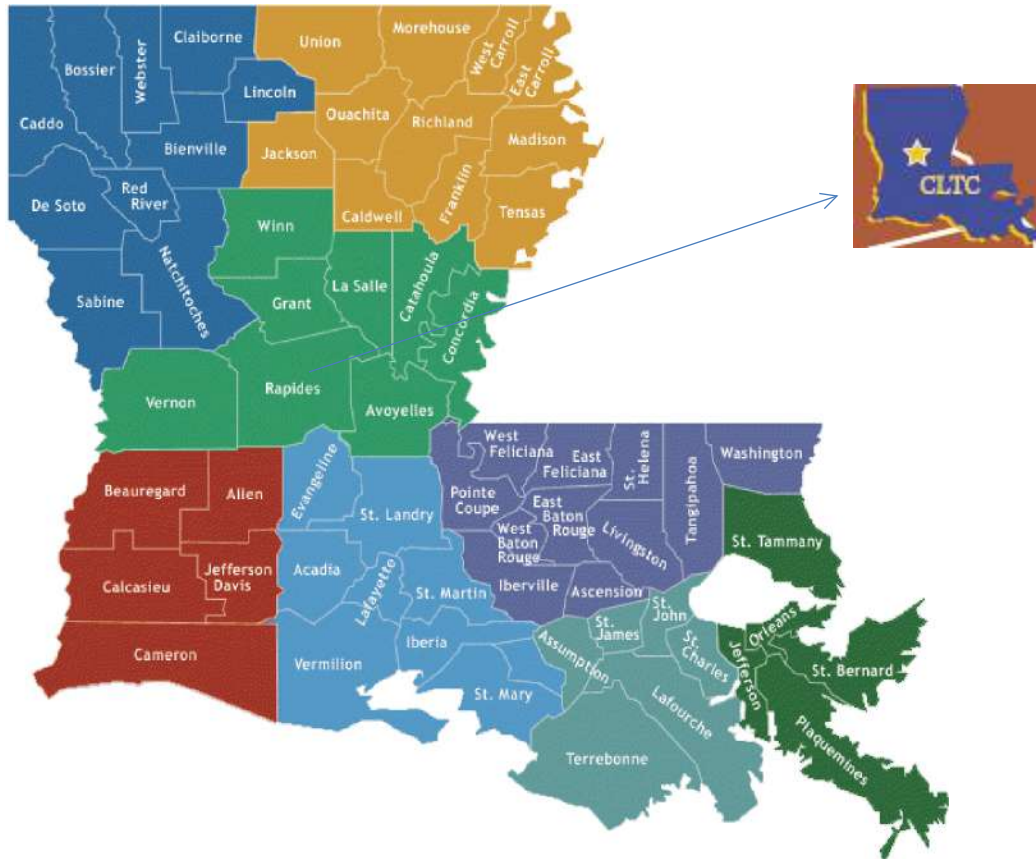 Claiborne
Union
Morehouse
West
Carroll
East
Carroll
Bossier
Webster
Lincoln
Caddo
Ouachita
Richland
Madison
Bienville
Jackson
Franklin
De Soto
Red
River
Caldwell
Tensas
Winn
Natchitoches
La Salle
Catahoula
Sabine
Grant
Concordia
Rapides
Vernon
Avoyelles
CLTC
West
Feliciana
East
Feliciana
St.
Helena
Tangipahoa
Washington
Beauregard
Allen
Evangeline
St. Landry
Pointe
Coupe
East
Baton
Rouge
West
Baton
Rouge
Livingston
St. Tammany
Calcasieu
Jefferson
Davis
Acadia
Lafayette
St. Martin
Iberville
Ascension
St.
James
St.
John
Orleans
Cameron
Vermilion
Iberia
Assumption
St.
Charles
Jefferson
St. Bernard
St. Mary
Lafourche
Plaquemines
Terrebonne